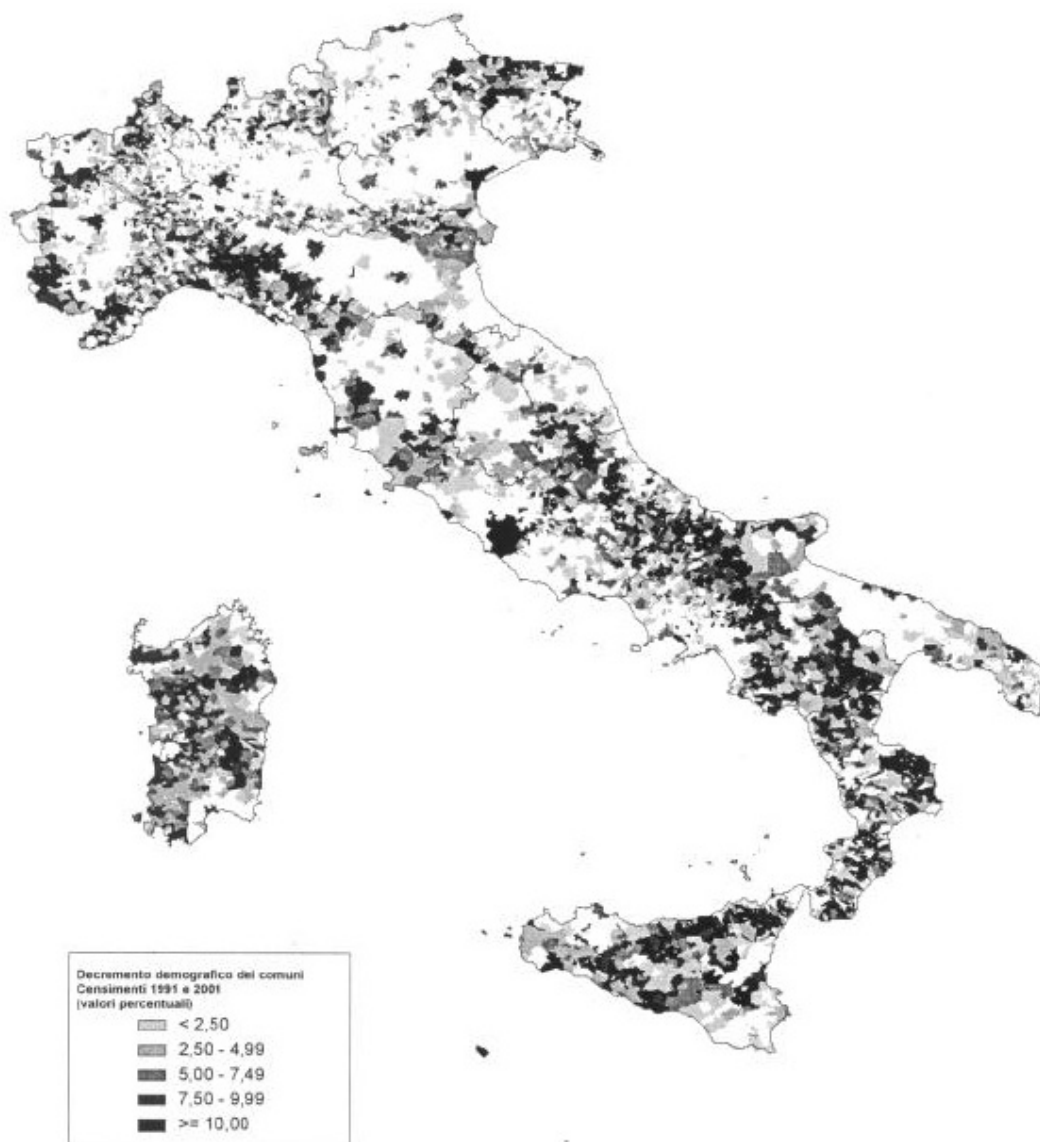 Decremento demografico dei comuni
Censimenti 1991 e 2001
(valori percentuali)
< 2,50
2,50 - 4,99
5,00 - 7,49
7,50 - 9,99
>= 10,00